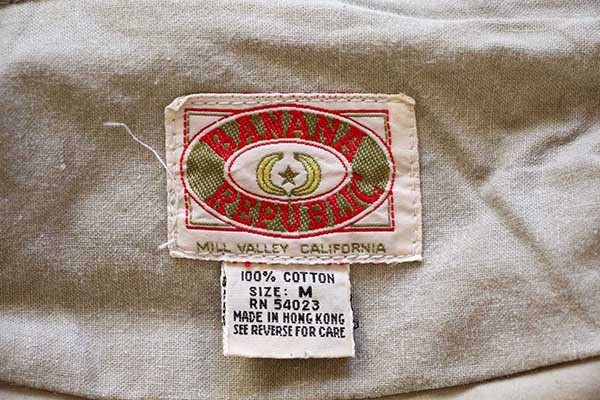 BANANA
REPUBLIC
MILL VALLEY CALIFORNIA
100% COTTON
SIZE: M
RN 54023
MADE IN HONG KONG
SEE REVERSE FOR CARE